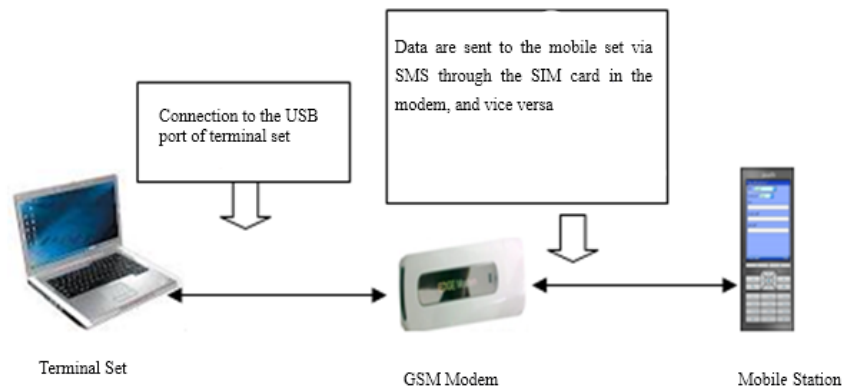 Data are sent to the mobile set via
SMS through the SIM card in the
modem, and vice versa
Connection to the USB
port of terminal set
Terminal Set
GSM Modem
Mobile Station